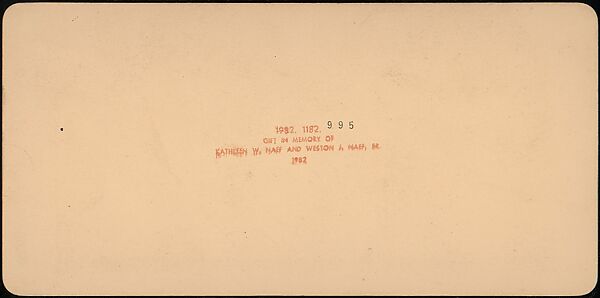 1982. 1182. 995
GIFT IN MEMORY OF
KATHLEEN W. NAEF AND WESTON J. NAEF, SR.
1982